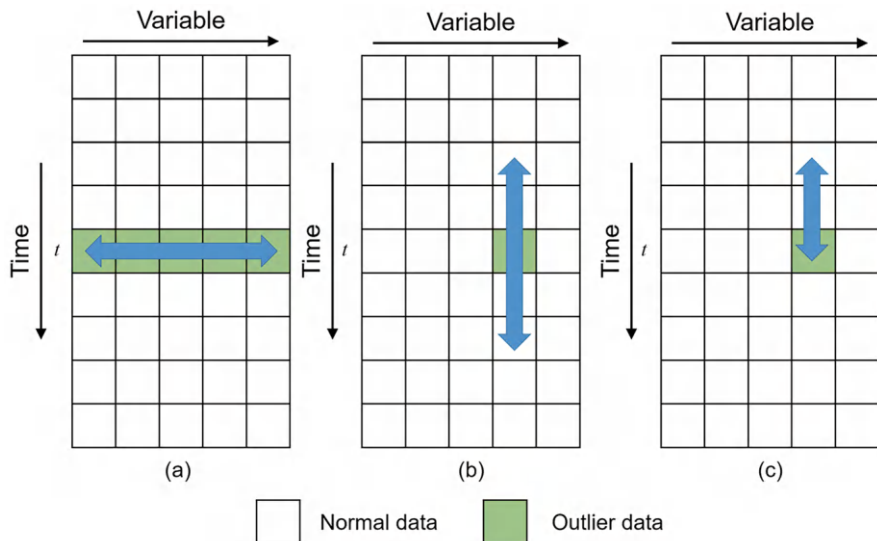 Variable
Variable
Variable
Time
t
Time
t
Time
t
(a)
(b)
(c)
Normal data
Outlier data